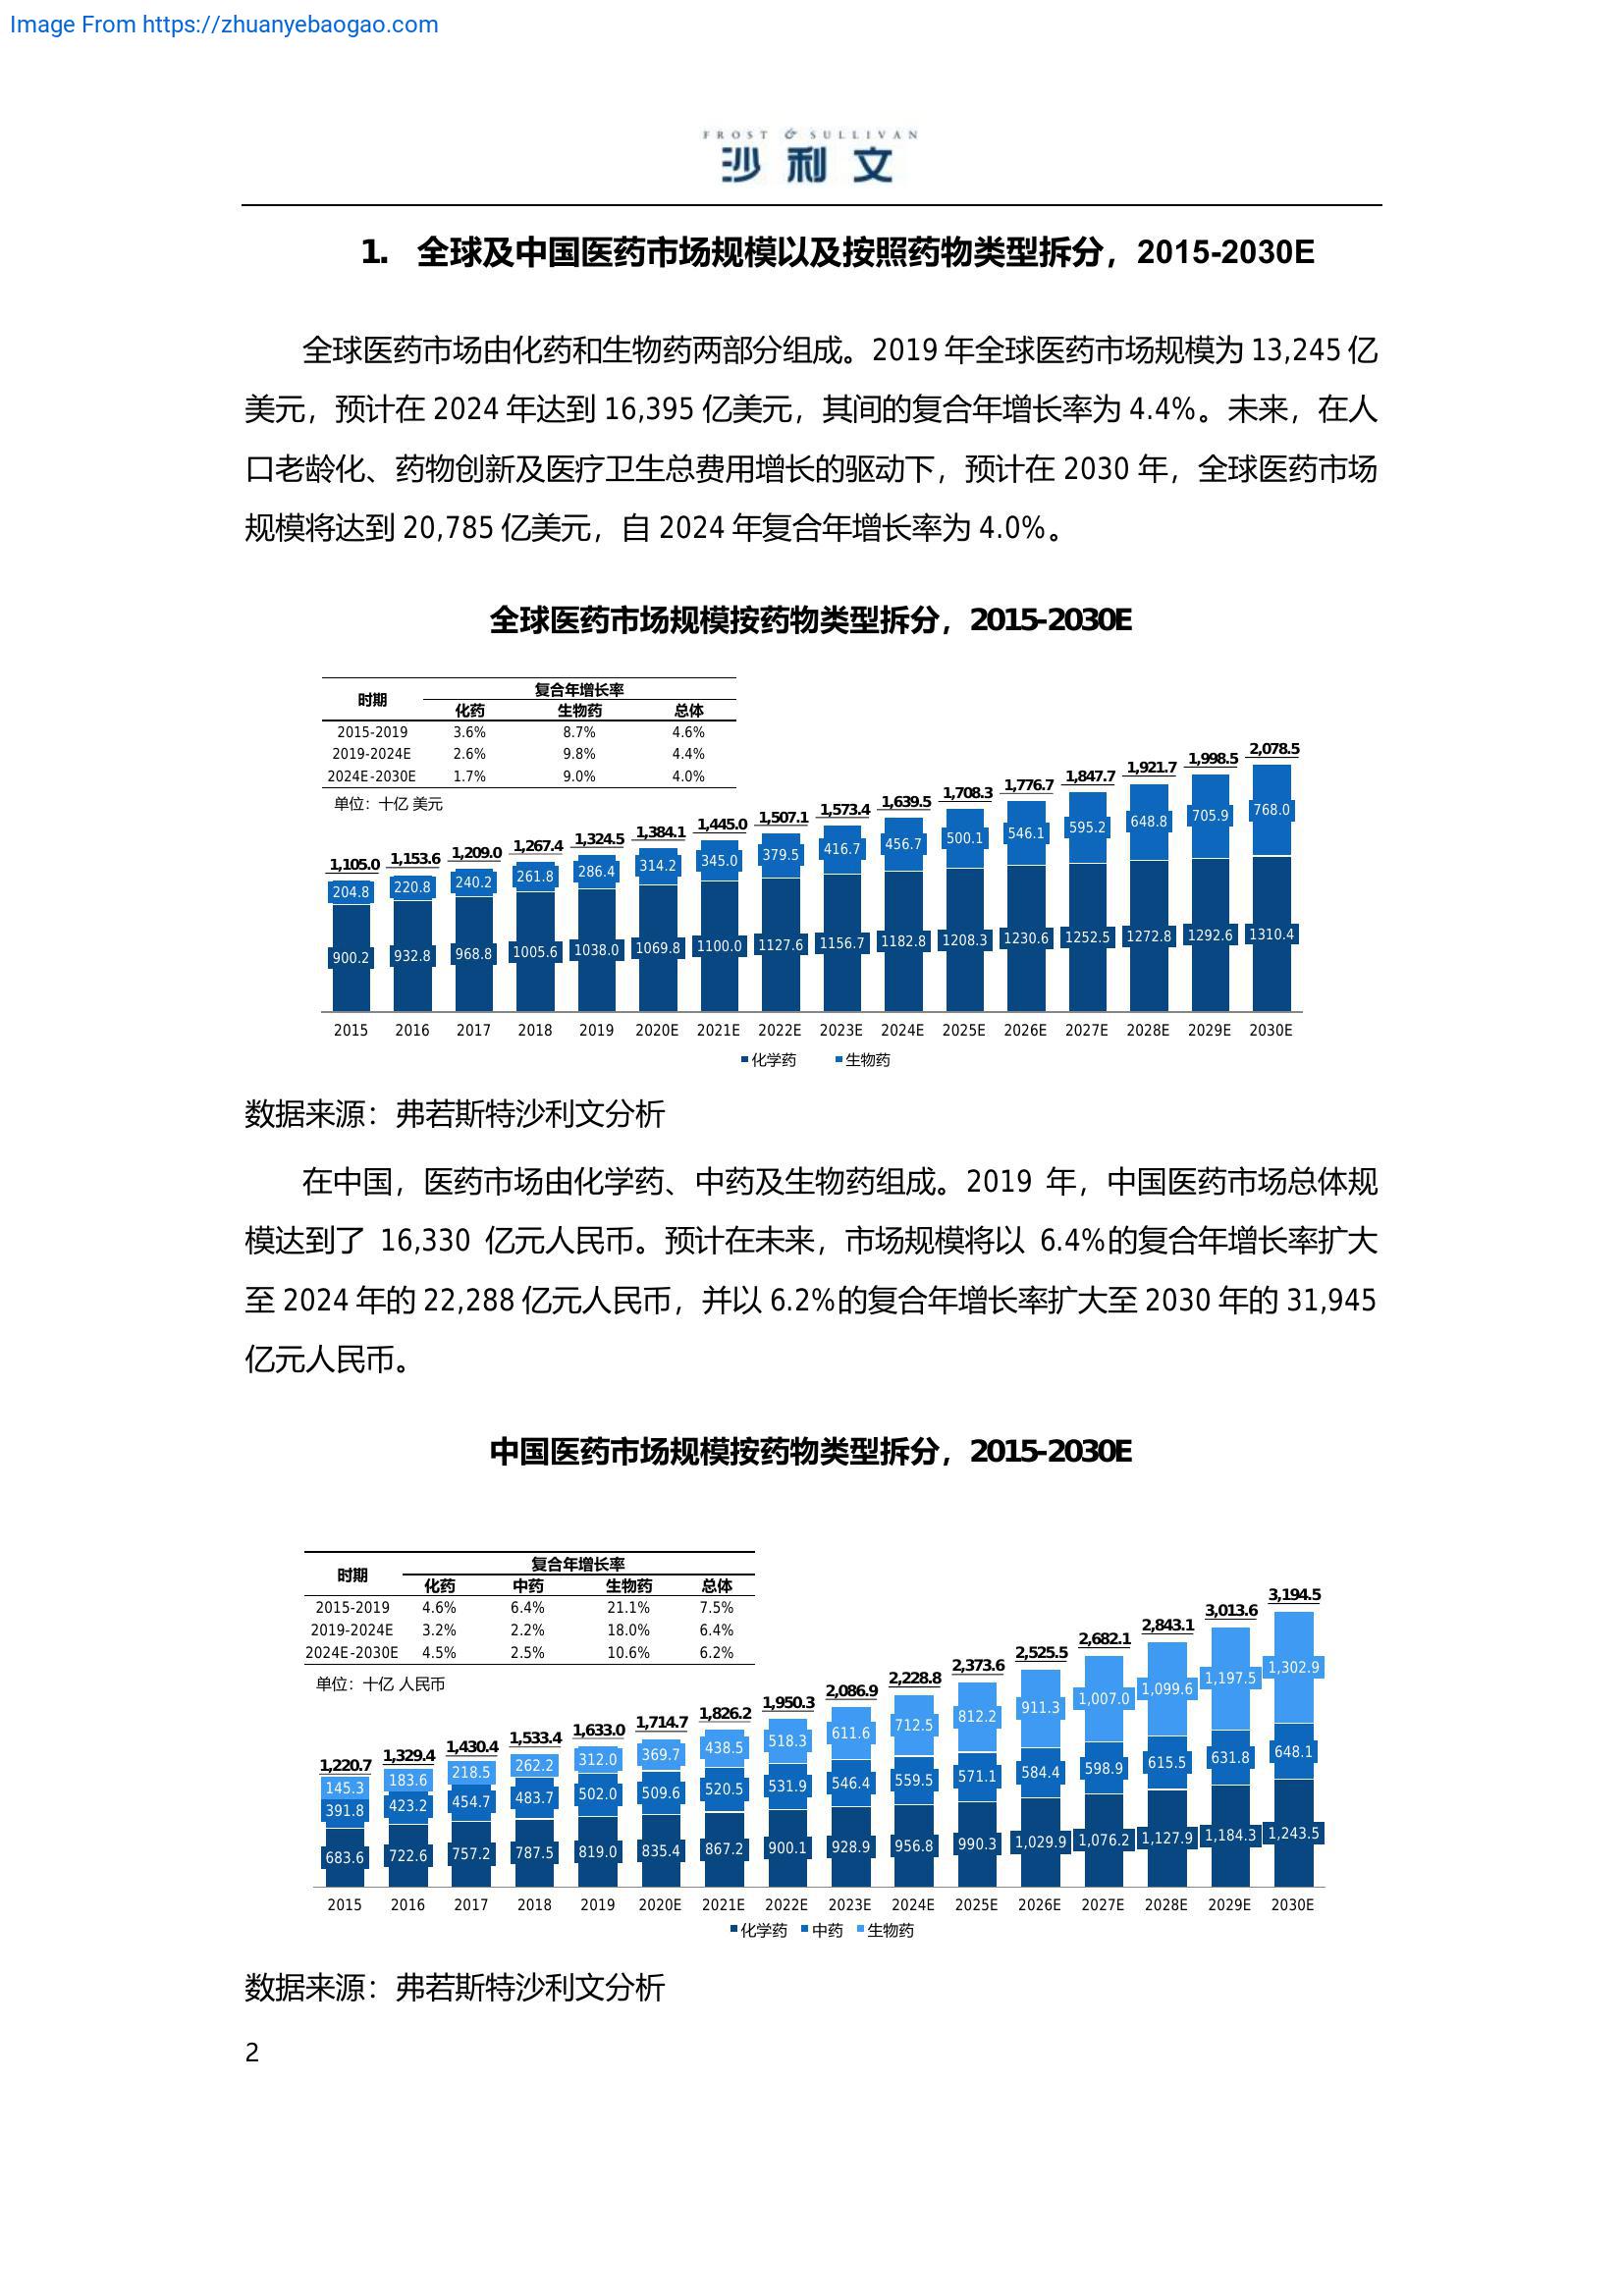 Image From https://zhuanyebaogao.com
FROST & SULLIVAN
沙利文
1. 全球及中国医药市场规模以及按照药物类型拆分，2015-2030E
全球医药市场由化药和生物药两部分组成。2019 年全球医药市场规模为 13,245 亿
美元，预计在 2024 年达到 16,395 亿美元，其间的复合年增长率为 4.4%。未来，在人
口老龄化、药物创新及医疗卫生总费用增长的驱动下，预计在 2030 年，全球医药市场
规模将达到 20,785 亿美元，自 2024 年复合年增长率为 4.0%。
全球医药市场规模按药物类型拆分，2015-2030E
时期 复合年增长率
化药 生物药 总体
2015-2019 3.6% 8.7% 4.6%
2019-2024E 2.6% 9.8% 4.4%
2024E-2030E 1.7% 9.0% 4.0%
单位：十亿 美元
1,105.0 1,153.6 1,209.0 1,267.4 1,324.5 1,384.1 1,445.0 1,507.1 1,573.4 1,639.5 1,708.3 1,776.7 1,847.7 1,921.7 1,998.5 2,078.5
204.8 220.8 240.2 261.8 286.4 314.2 345.0 379.5 416.7 456.7 500.1 546.1 595.2 648.8 705.9 768.0
900.2 932.8 968.8 1005.6 1038.0 1069.8 1100.0 1127.6 1156.7 1182.8 1208.3 1230.6 1252.5 1272.8 1292.6 1310.4
2015 2016 2017 2018 2019 2020E 2021E 2022E 2023E 2024E 2025E 2026E 2027E 2028E 2029E 2030E
化学药 生物药
数据来源：弗若斯特沙利文分析
在中国，医药市场由化学药、中药及生物药组成。2019 年，中国医药市场总体规
模达到了 16,330 亿元人民币。预计在未来，市场规模将以 6.4%的复合年增长率扩大
至 2024 年的 22,288 亿元人民币，并以 6.2%的复合年增长率扩大至 2030 年的 31,945
亿元人民币。
中国医药市场规模按药物类型拆分，2015-2030E
时期 复合年增长率
化药 中药 生物药 总体
2015-2019 4.6% 6.4% 21.1% 7.5%
2019-2024E 3.2% 2.2% 18.0% 6.4%
2024E-2030E 4.5% 2.5% 10.6% 6.2%
单位：十亿 人民币
1,220.7 1,329.4 1,430.4 1,533.4 1,633.0 1,714.7 1,826.2 1,950.3 2,086.9 2,228.8 2,373.6 2,525.5 2,682.1 2,843.1 3,013.6 3,194.5
145.3 183.6 218.5 262.2 312.0 369.7 438.5 518.3 611.6 712.5 812.2 911.3 1,007.0 1,099.6 1,197.5 1,302.9
391.8 423.2 454.7 483.7 502.0 509.6 520.5 531.9 546.4 559.5 571.1 584.4 598.9 615.5 631.8 648.1
683.6 722.6 757.2 787.5 819.0 835.4 867.2 900.1 928.9 956.8 990.3 1,029.9 1,076.2 1,127.9 1,184.3 1,243.5
2015 2016 2017 2018 2019 2020E 2021E 2022E 2023E 2024E 2025E 2026E 2027E 2028E 2029E 2030E
化学药 中药 生物药
数据来源：弗若斯特沙利文分析
2